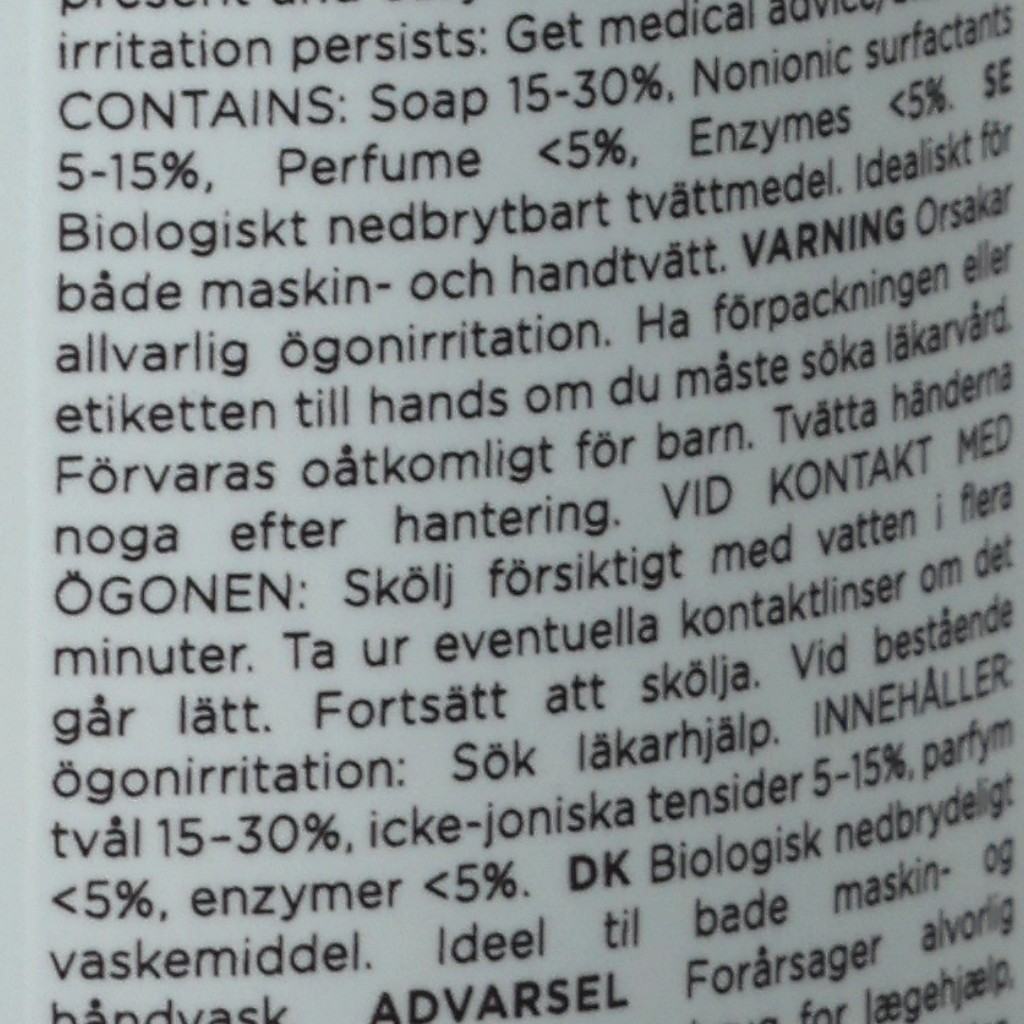 present and
irritation persists: Get medical advice/
CONTAINS: Soap 15-30%, Nonionic surfactants
5-15%, Perfume <5%, Enzymes <5%. SE
Biologiskt nedbrytbart tvättmedel. Idealiskt för
både maskin- och handtvätt. VARNING Orsakar
allvarlig ögonirritation. Ha förpackningen eller
etiketten till hands om du måste söka läkarvård.
Förvaras oåtkomligt för barn. Tvätta händerna
noga efter hantering. VID KONTAKT MED
ÖGONEN: Skölj försiktigt med vatten i flera
minuter. Ta ur eventuella kontaktlinser om det
går lätt. Fortsätt att skölja. Vid bestående
ögonirritation: Sök läkarhjälp. INNEHÅLLER:
tvål 15-30%, icke-joniska tensider 5-15%, parfym
<5%, enzymer <5%. DK Biologisk nedbrydeligt
vaskemiddel. Ideel til bade maskin- og
håndvask. ADVARSEL Forårsager alvorlig
for lægehjælp,